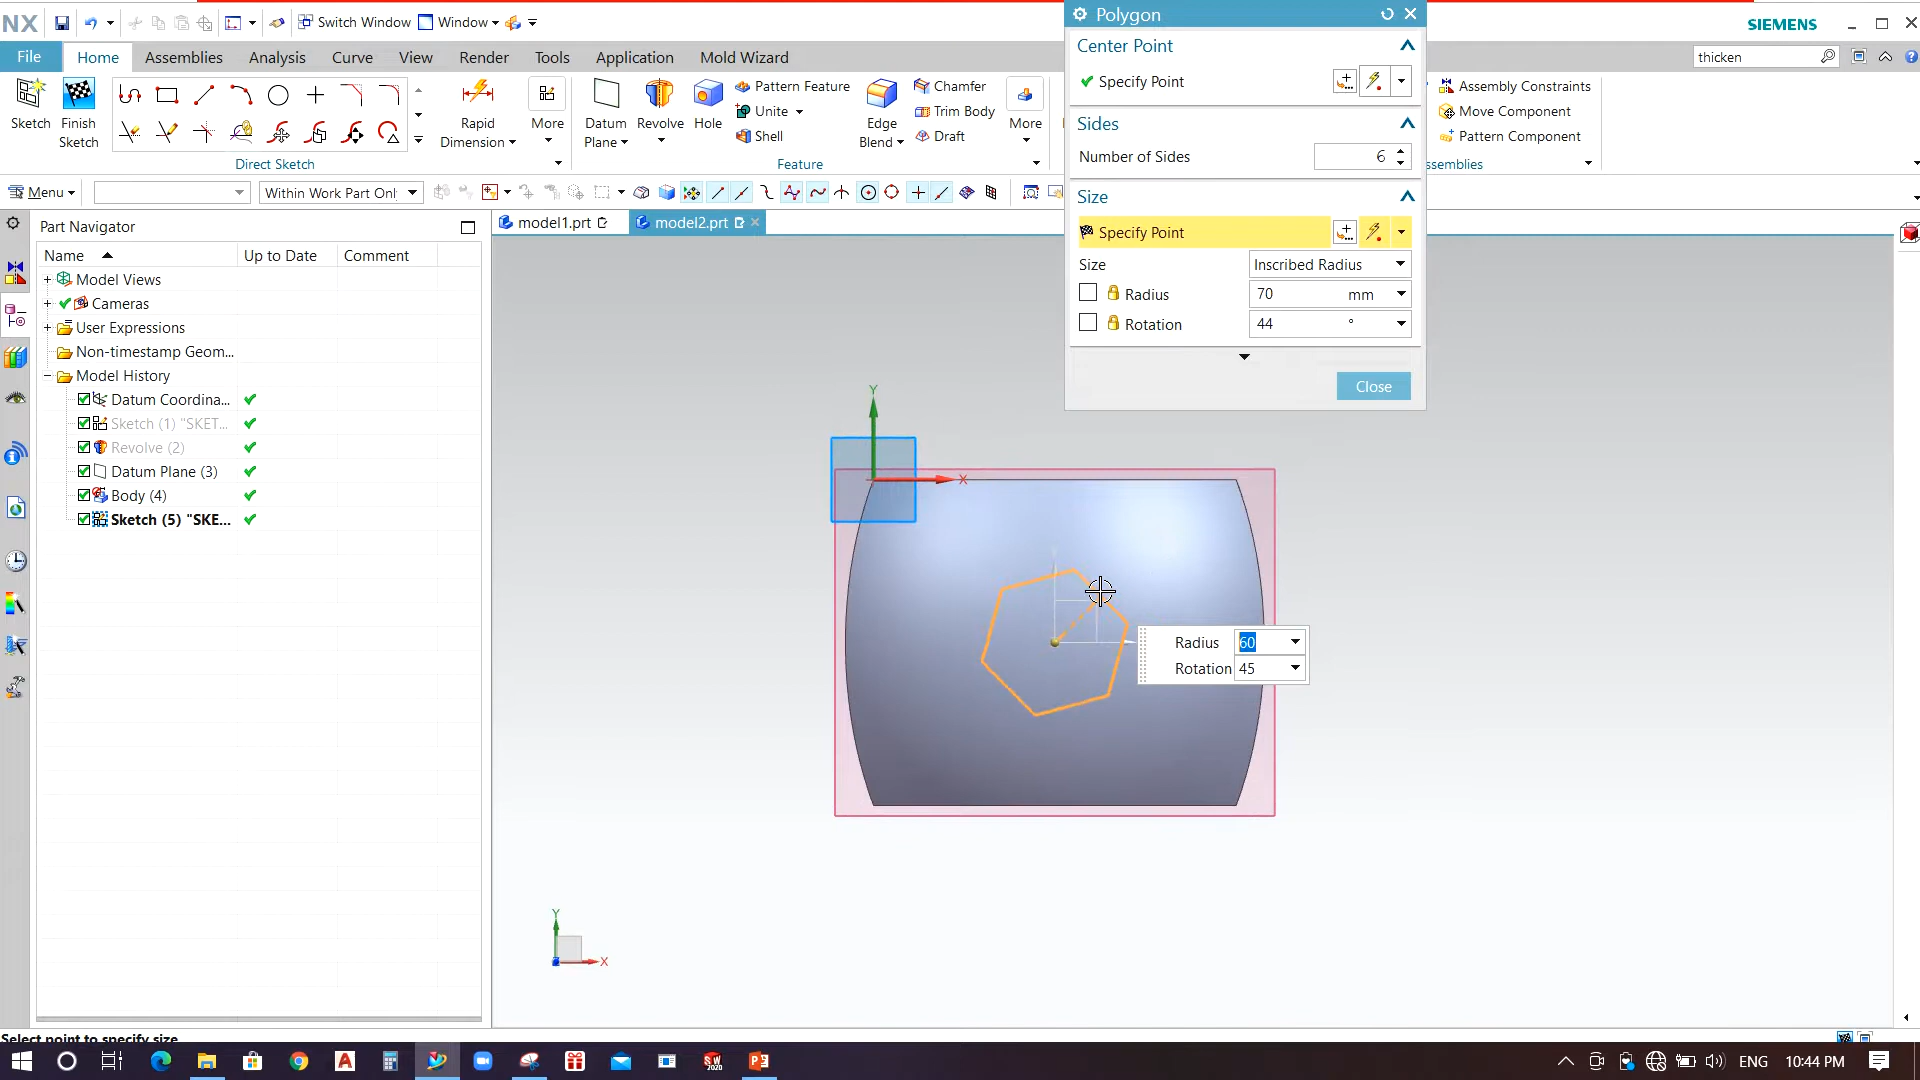 NX
Switch Window
Window
SIEMENS
File
Home
Assemblies
Analysis
Curve
View
Render
Tools
Application
Mold Wizard
thicken
Sketch
Finish Sketch
Direct Sketch
Rapid Dimension
More
Datum Plane
Revolve
Hole
Pattern Feature
Unite
Shell
Edge Blend
Chamfer
Trim Body
Draft
More
Feature
Assembly Constraints
Move Component
Pattern Component
ssemblies
Menu
Within Work Part Onl
Polygon
Center Point
Specify Point
Sides
Number of Sides
6
Size
Specify Point
Size
Inscribed Radius
Radius
70 mm
Rotation
44 °
Close
Part Navigator
Name
Up to Date
Comment
Model Views
Cameras
User Expressions
Non-timestamp Geom...
Model History
Datum Coordina...
Sketch (1) "SKET...
Revolve (2)
Datum Plane (3)
Body (4)
Sketch (5) "SKE...
model1.prt
model2.prt
Y
X
Radius 60
Rotation 45
Y
X
Select point to specify size
ENG
10:44 PM